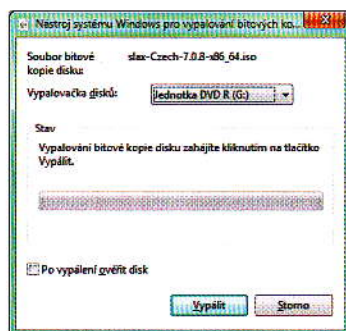 Nástroj systému Windows pro vypalování bitových ko...
Soubor bitové
kopie disku:
slax-Czech-7.0.8-x86_64.iso
Vypalovačka disků:
Jednotka DVD R (G:)
Stav
Vypalování bitové kopie disku zahájíte kliknutím na tlačítko
Vypálit.
Po vypálení ověřit disk
Vypálit
Storno